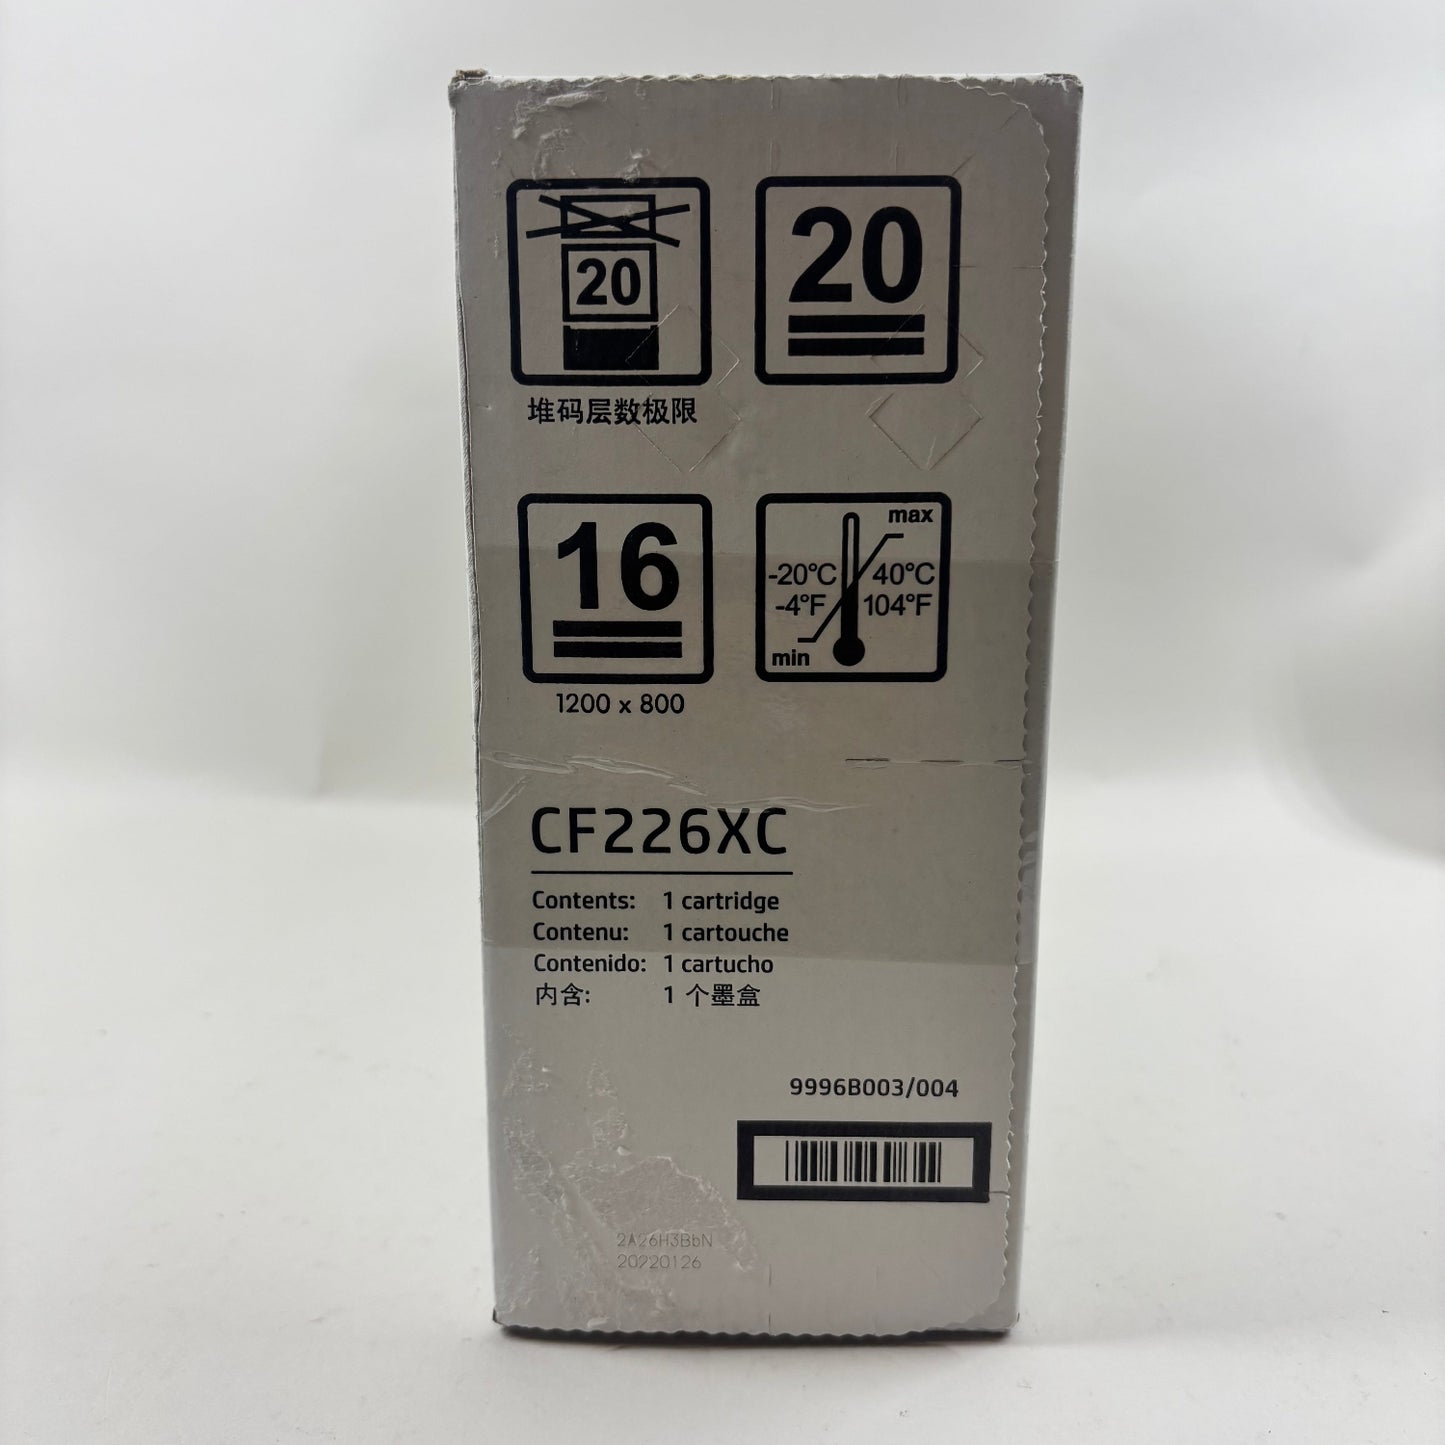 20
20
堆码层数极限
16
max
-20°C 40°C
-4°F 104°F
min
1200 x 800
CF226XC
Contents: 1 cartridge
Contenu: 1 cartouche
Contenido: 1 cartucho
内含: 1 个墨盒
9996B003/004
2A26H3BbN
20220126